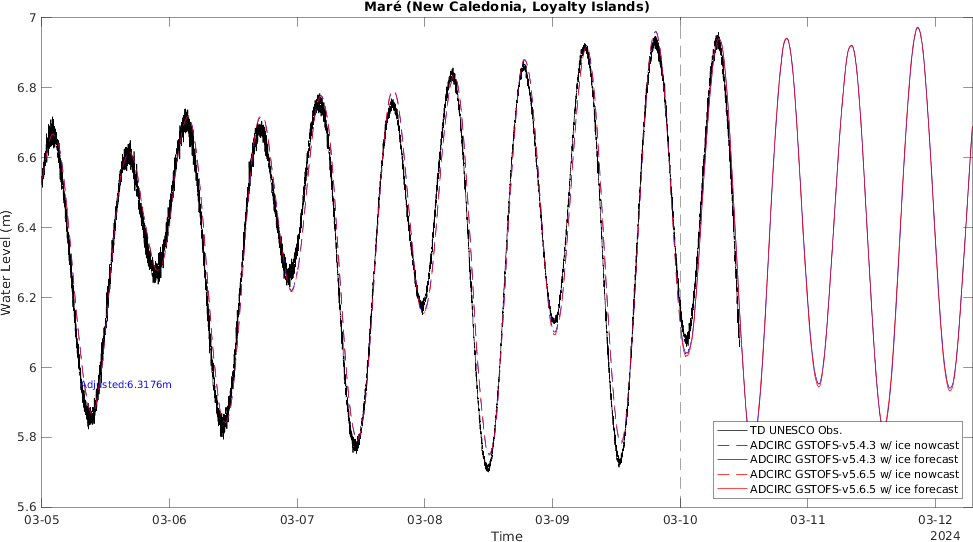 Maré (New Caledonia, Loyalty Islands)
Water Level (m)
7
6.8
6.6
6.4
6.2
6
5.8
5.6
Adjusted:6.3176m
TD UNESCO Obs.
ADCIRC GSTOFS-v5.4.3 w/ ice nowcast
ADCIRC GSTOFS-v5.4.3 w/ ice forecast
ADCIRC GSTOFS-v5.6.5 w/ ice nowcast
ADCIRC GSTOFS-v5.6.5 w/ ice forecast
03-05 03-06 03-07 03-08 03-09 03-10 03-11 03-12
Time
2024